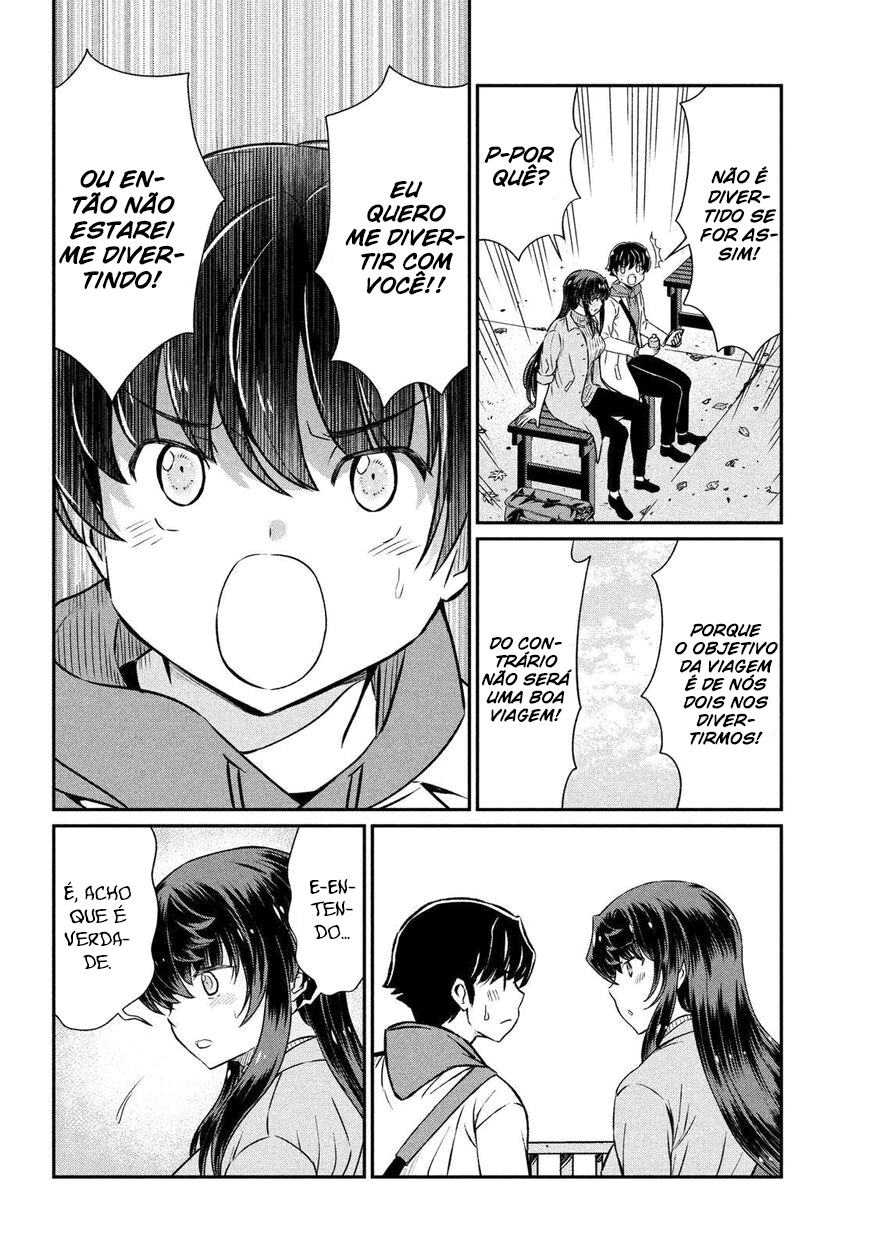 NÃO É
DIVER-
TIDO SE
FOR AS-
SIM!
P-POR
QUÊ?
PORQUE
O OBJETIVO
DA VIAGEM
É DE NÓS
DOIS NOS
DIVER-
TIRMOS!
DO CON-
TRÁRIO
NÃO SERÁ
UMA BOA
VIAGEM!
EU
QUERO
ME DIVER-
TIR COM
VOCÊ!!
OU EN-
TÃO NÃO
ESTAREI
ME DIVER-
TINDO!
E-EN-
TEN-
DO...
É, ACHO
QUE É
VERDA-
DE.